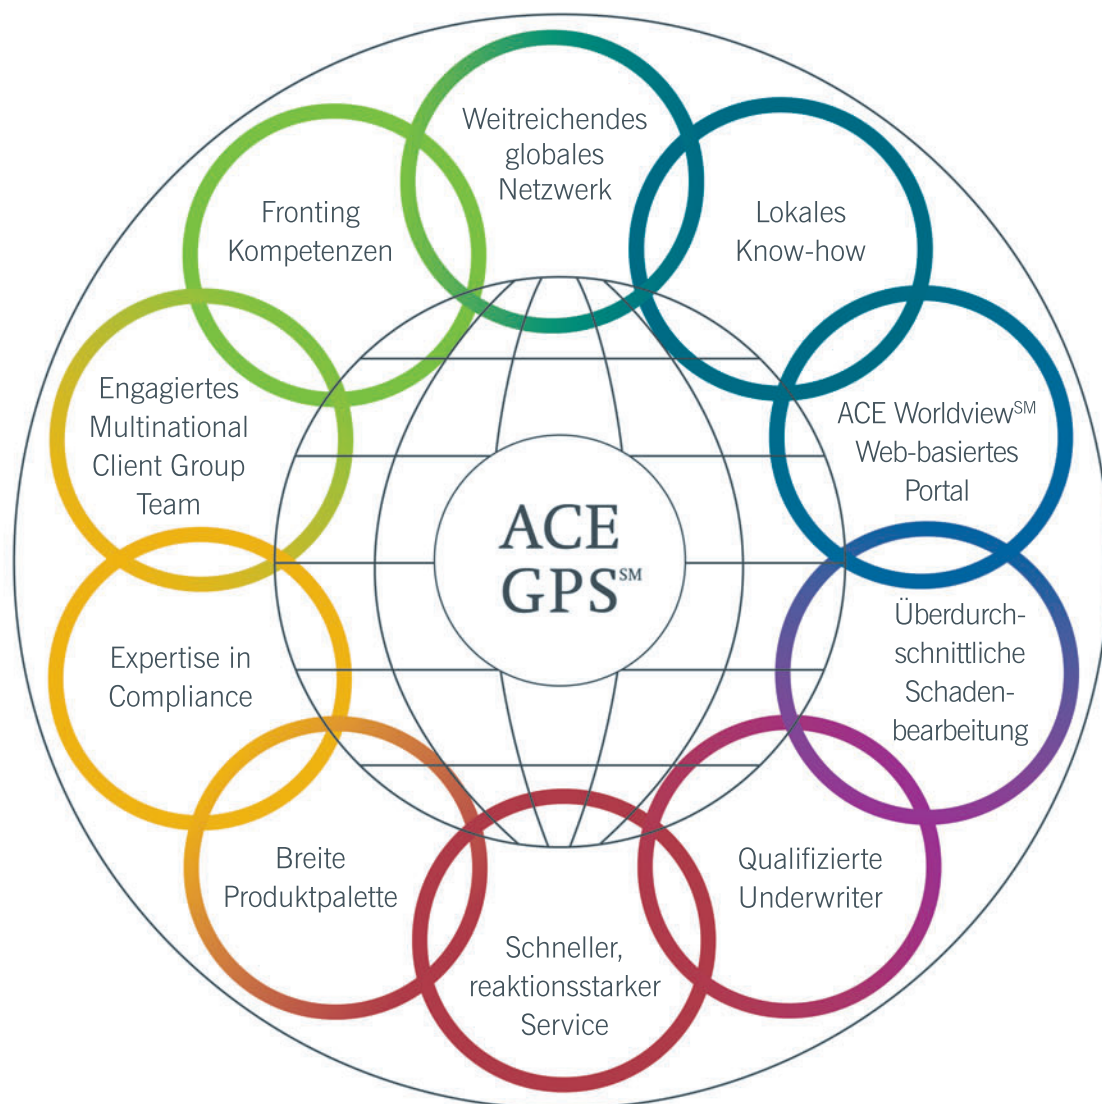 Weitreichendes
globales
Netzwerk
Lokales
Know-how
ACE Worldview℠
Web-basiertes
Portal
Überdurch-
schnittliche
Schaden-
bearbeitung
Qualifizierte
Underwriter
Schneller,
reaktionsstarker
Service
Breite
Produktpalette
Expertise in
Compliance
Engagiertes
Multinational
Client Group
Team
Fronting
Kompetenzen
ACE
GPS℠